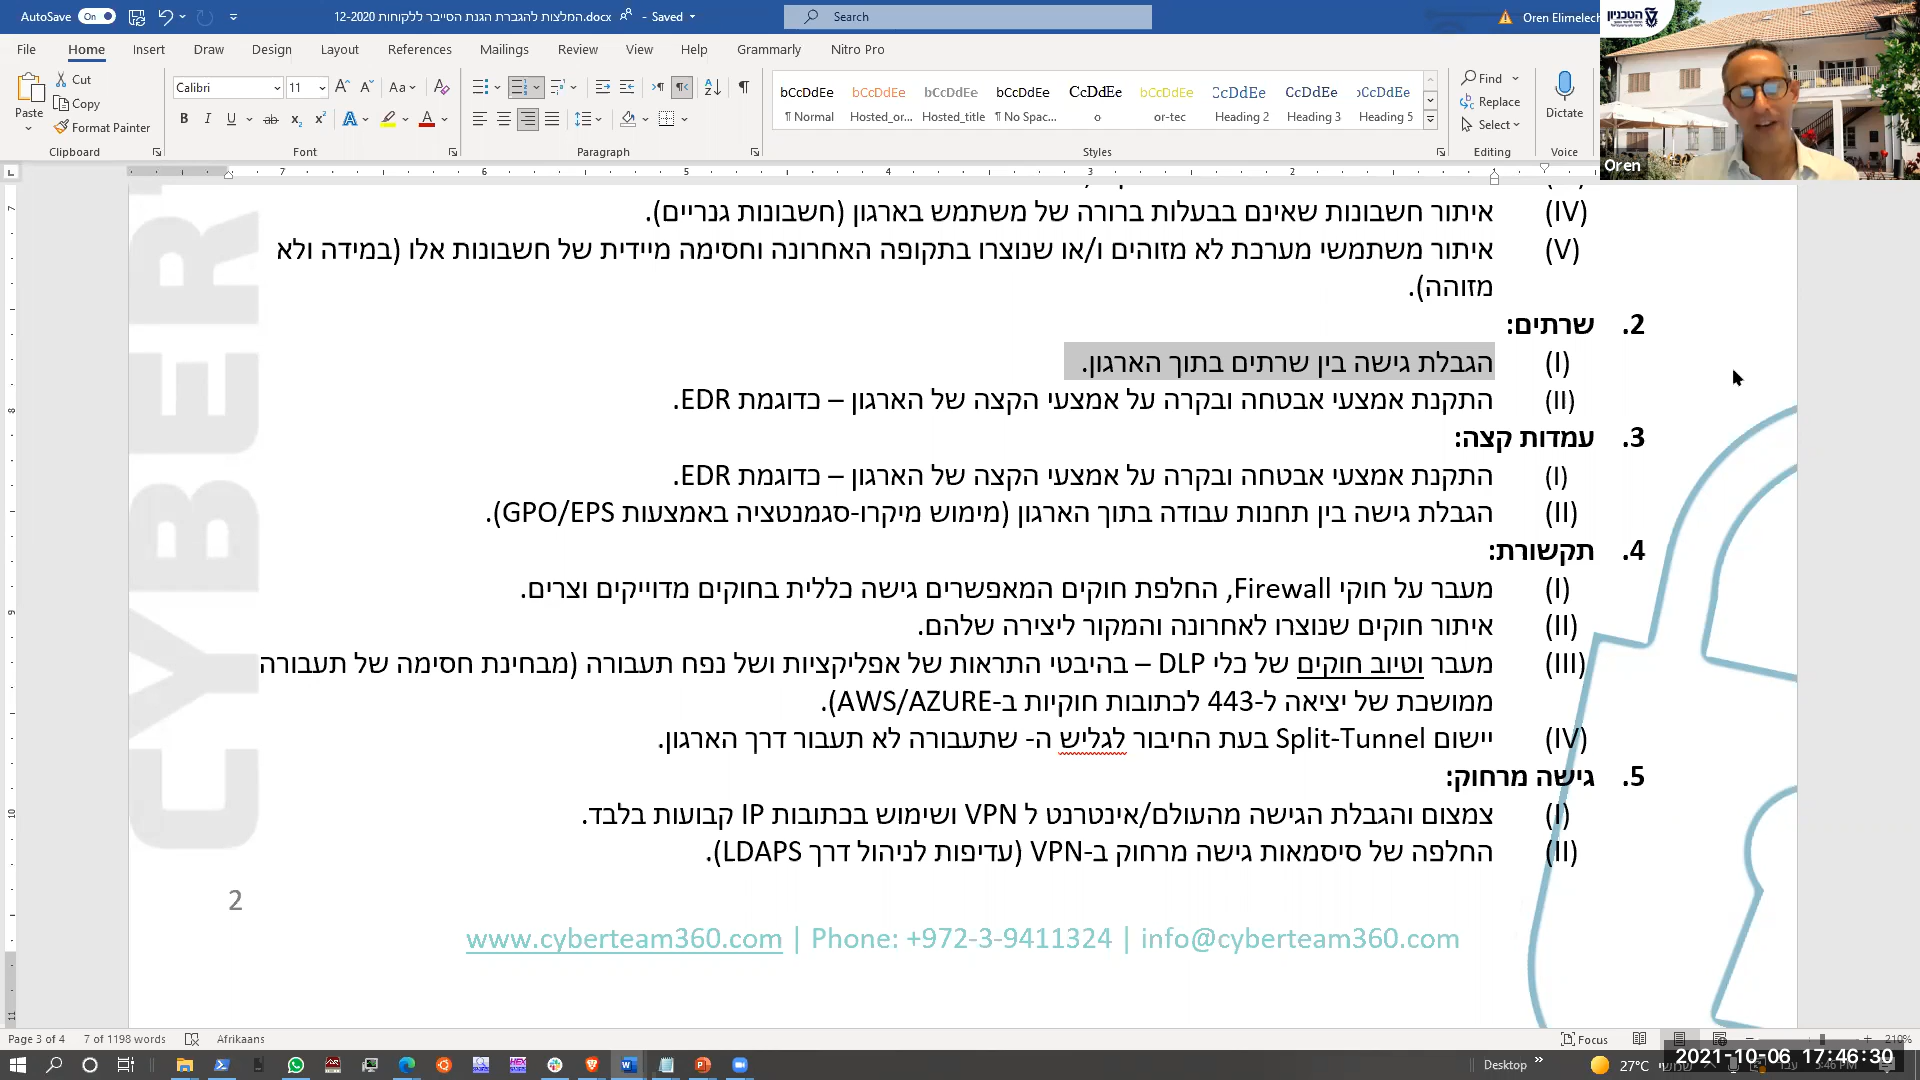 AutoSave On המלצות להגברת הגנת הסייבר ללקוחות 12-2020.docx - Saved Search Oren Elimelech
הטכניון
File Home Insert Draw Design Layout References Mailings Review View Help Grammarly Nitro Pro
Paste Cut Copy Format Painter
Calibri 11
¶ Normal Hosted_or... Hosted_title ¶ No Spac... o or-tec Heading 2 Heading 3 Heading 5
Find Replace Select Dictate
Clipboard Font Paragraph Styles Editing Voice
Oren
7 6 5 4 3 2
CYBER
(IV) איתור חשבונות שאינם בבעלות ברורה של משתמש בארגון (חשבונות גנריים).
(V) איתור משתמשי מערכת לא מזוהים ו/או שנוצרו בתקופה האחרונה וחסימה מיידית של חשבונות אלו (במידה ולא
מזוהה).
2. שרתים:
(I) הגבלת גישה בין שרתים בתוך הארגון.
(II) התקנת אמצעי אבטחה ובקרה על אמצעי הקצה של הארגון – כדוגמת EDR.
3. עמדות קצה:
(I) התקנת אמצעי אבטחה ובקרה על אמצעי הקצה של הארגון – כדוגמת EDR.
(II) הגבלת גישה בין תחנות עבודה בתוך הארגון (מימוש מיקרו-סגמנטציה באמצעות GPO/EPS).
4. תקשורת:
(I) מעבר על חוקי Firewall, החלפת חוקים המאפשרים גישה כללית בחוקים מדוייקים וצרים.
(II) איתור חוקים שנוצרו לאחרונה והמקור ליצירה שלהם.
(III) מעבר וטיוב חוקים של כלי DLP – בהיבטי התראות של אפליקציות ושל נפח תעבורה (מבחינת חסימה של תעבורה
ממושכת של יציאה ל-443 לכתובות חוקיות ב-AWS/AZURE).
(IV) יישום Split-Tunnel בעת החיבור לגליש ה- שתעבורה לא תעבור דרך הארגון.
5. גישה מרחוק:
(I) צמצום והגבלת הגישה מהעולם/אינטרנט ל VPN ושימוש בכתובות IP קבועות בלבד.
(II) החלפה של סיסמאות גישה מרחוק ב-VPN (עדיפות לניהול דרך LDAPS).
2
www.cyberteam360.com | Phone: +972-3-9411324 | info@cyberteam360.com
Page 3 of 4 7 of 1198 words Afrikaans Focus 210%
Desktop 27°C 2021-10-06 17:46:30